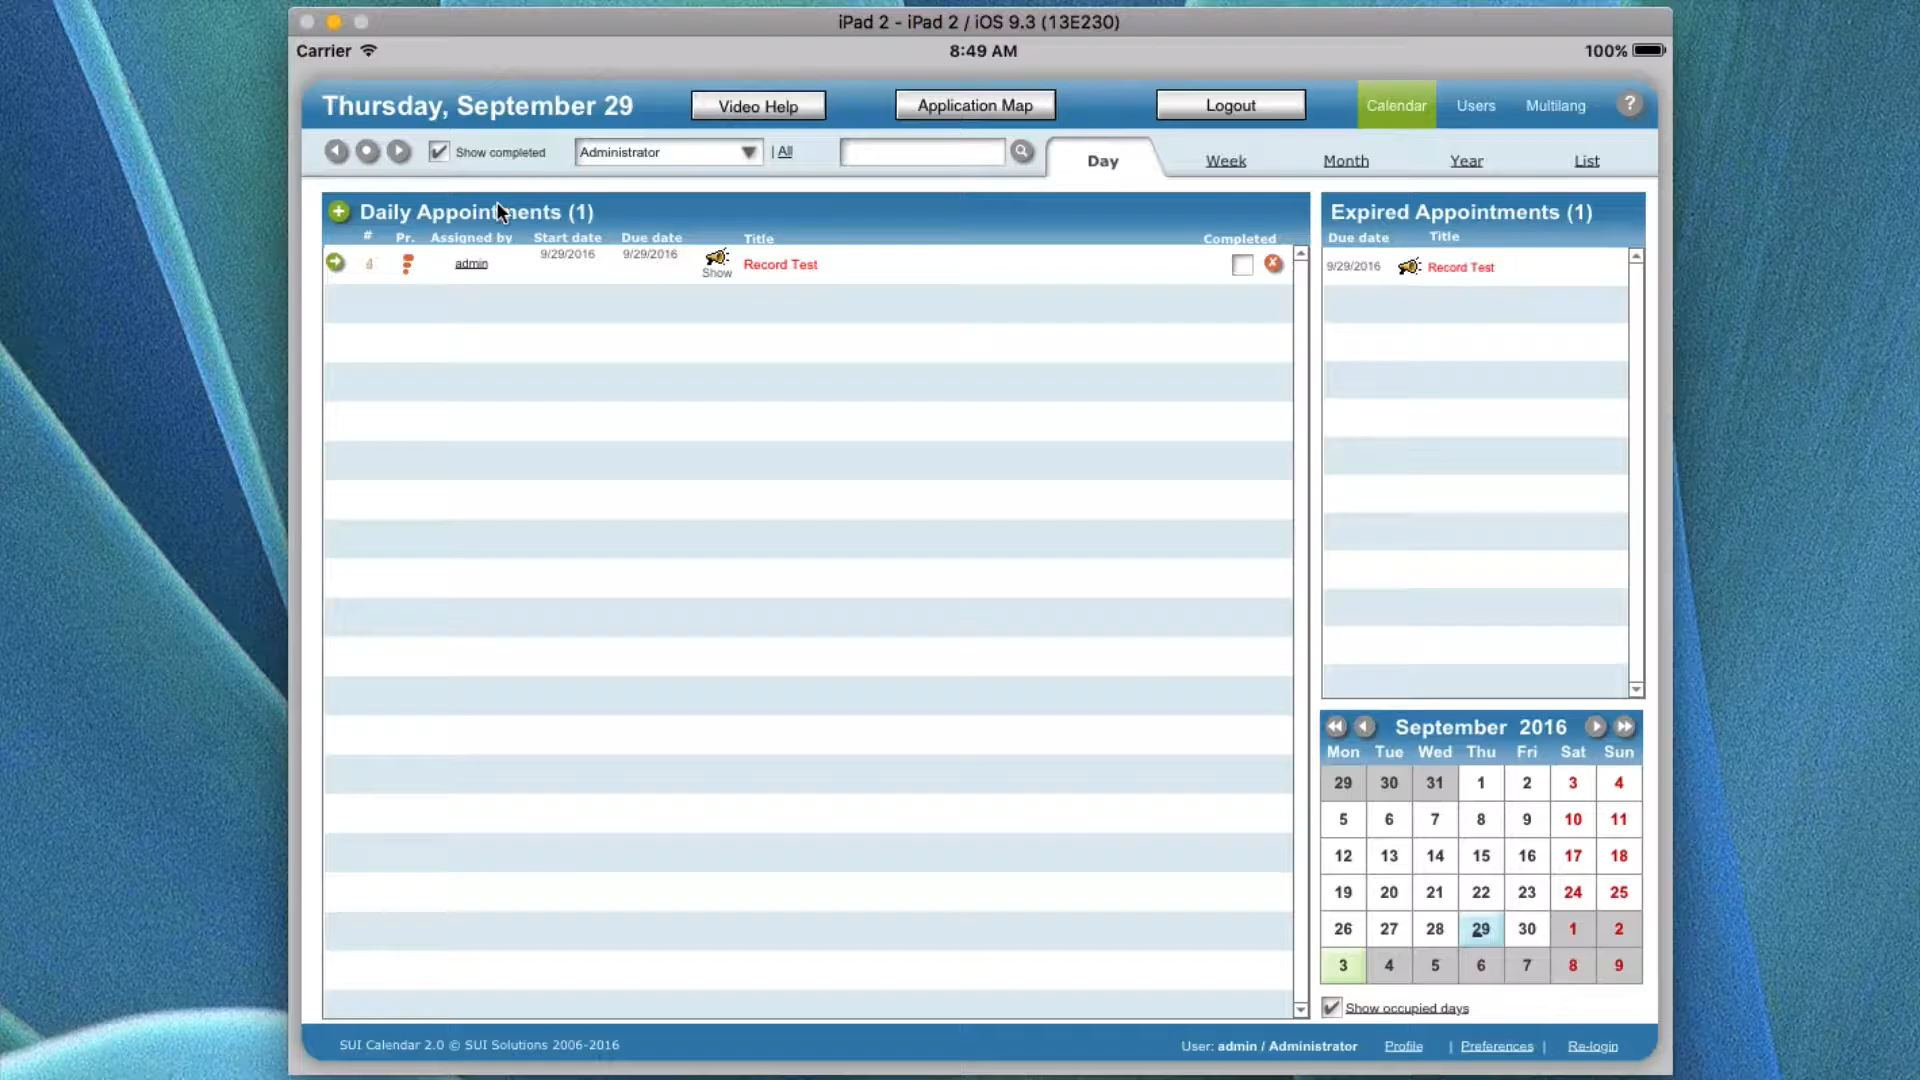 iPad 2 - iPad 2 / iOS 9.3 (13E230)
Carrier 8:49 AM 100%
Thursday, September 29 Video Help Application Map Logout Calendar Users Multilang ?
Show completed Administrator | All Day Week Month Year List
Daily Appointments (1)
# Pr. Assigned by Start date Due date Title Completed
admin 9/29/2016 9/29/2016 Show Record Test
Expired Appointments (1)
Due date Title
9/29/2016 Record Test
September 2016
Mon Tue Wed Thu Fri Sat Sun
29 30 31 1 2 3 4
5 6 7 8 9 10 11
12 13 14 15 16 17 18
19 20 21 22 23 24 25
26 27 28 29 30 1 2
3 4 5 6 7 8 9
Show occupied days
SUI Calendar 2.0 © SUI Solutions 2006-2016 User: admin / Administrator Profile | Preferences | Re-login